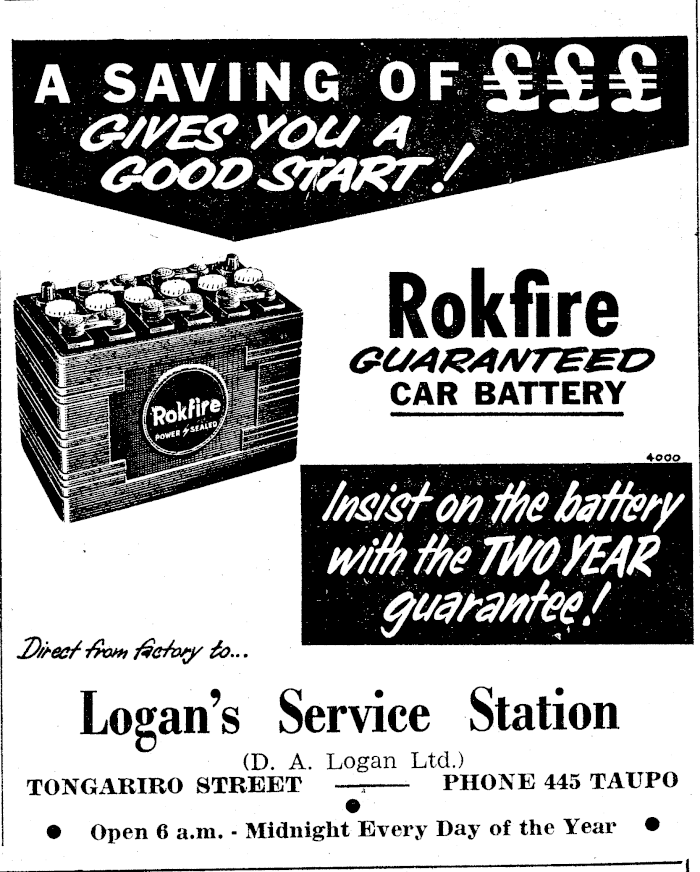 A SAVING OF £££
GIVES YOU A
GOOD START!
Rokfire
GUARANTEED
CAR BATTERY
Rokfire
POWER SEALED
4000
Insist on the battery
with the TWO YEAR
guarantee!
Direct from factory to...
Logan's Service Station
(D. A. Logan Ltd.)
TONGARIRO STREET —— PHONE 445 TAUPO
● Open 6 a.m. - Midnight Every Day of the Year ●